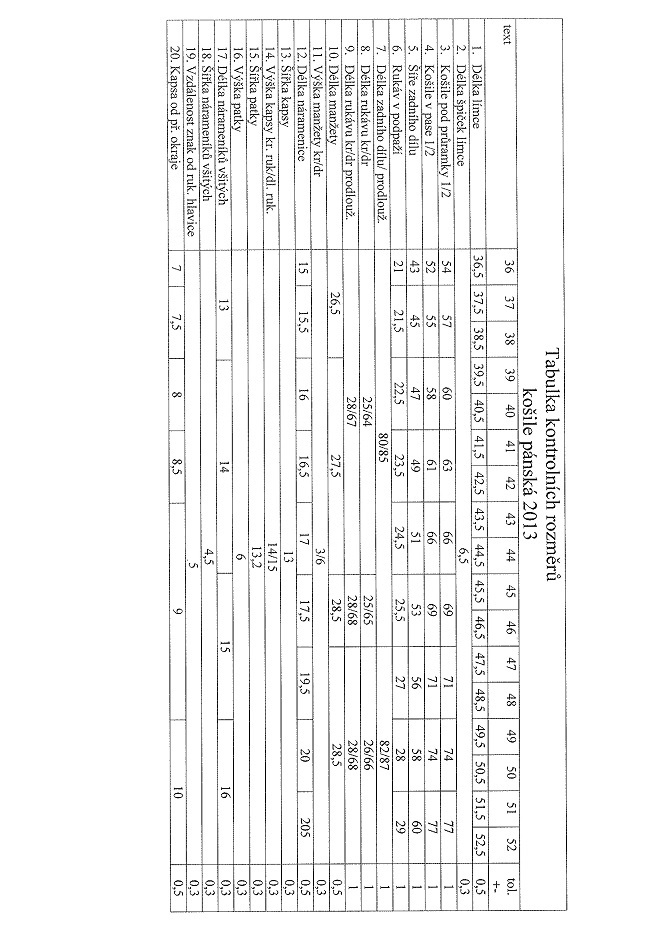 Tabulka kontrolních rozměrů
košile pánská 2013
text 36 37 38 39 40 41 42 43 44 45 46 47 48 49 50 51 52 tol. +-
1. Délka límce 36,5 37,5 38,5 39,5 40,5 41,5 42,5 43,5 44,5 45,5 46,5 47,5 48,5 49,5 50,5 51,5 52,5 0,5
2. Délka špiček límce 6,5 0,3
3. Košile pod průramky 1/2 54 57 60 63 66 69 71 74 77 1
4. Košile v pase 1/2 52 55 58 61 66 69 71 74 77 1
5. Šíře zadního dílu 43 45 47 49 51 53 56 58 60 1
6. Rukáv v podpaží 21 21,5 22,5 23,5 24,5 25,5 27 28 29 1
7. Délka zadního dílu/ prodlouž. 80/85 82/87 1
8. Délka rukávu kr/dr 25/64 25/65 26/66 1
9. Délka rukávu kr/dr prodlouž. 28/67 28/68 28/68 1
10. Délka manžety 26,5 27,5 28,5 28,5 0,5
11. Výška manžety kr/dr 3/6 0,3
12. Délka náramenice 15 15,5 16 16,5 17 17,5 19,5 20 205 0,5
13. Šířka kapsy 13 0,3
14. Výška kapsy kr. ruk/dl. ruk. 14/15 0,3
15. Šířka patky 13,2 0,3
16. Výška patky 6 0,3
17. Délka nárameníků všitých 13 14 15 16 0,3
18. Šířka nárameníků všitých 4,5 0,3
19. Vzdálenost znak od ruk. hlavice 5 0,3
20. Kapsa od př. okraje 7 7,5 8 8,5 9 10 0,5